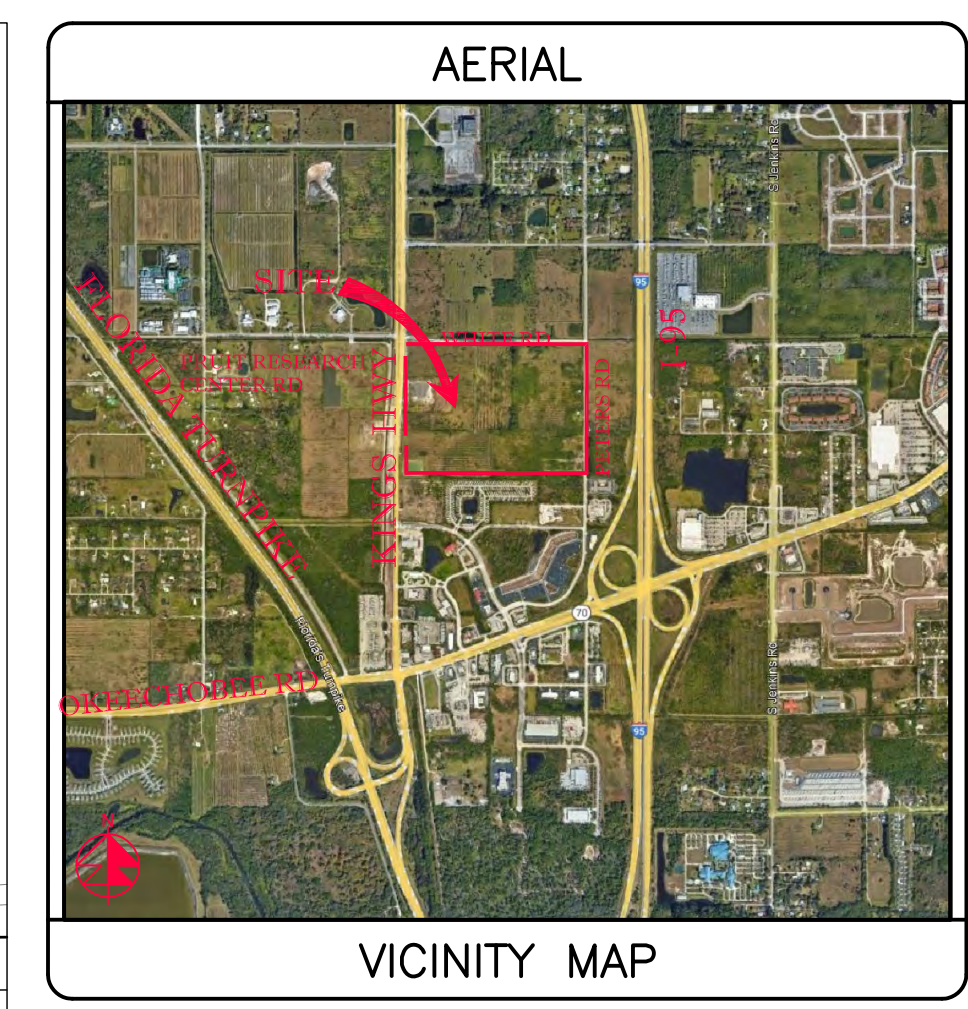 AERIAL
S Jenkins Rd
95
SITE
I-95
FLORIDA TURNPIKE
WHITE RD
FRUIT RESEARCH
CENTER RD
KINGS HWY
PETERS RD
70
Florida's Turnpike
OKEECHOBEE RD
S Jenkins Rd
95
N
VICINITY MAP